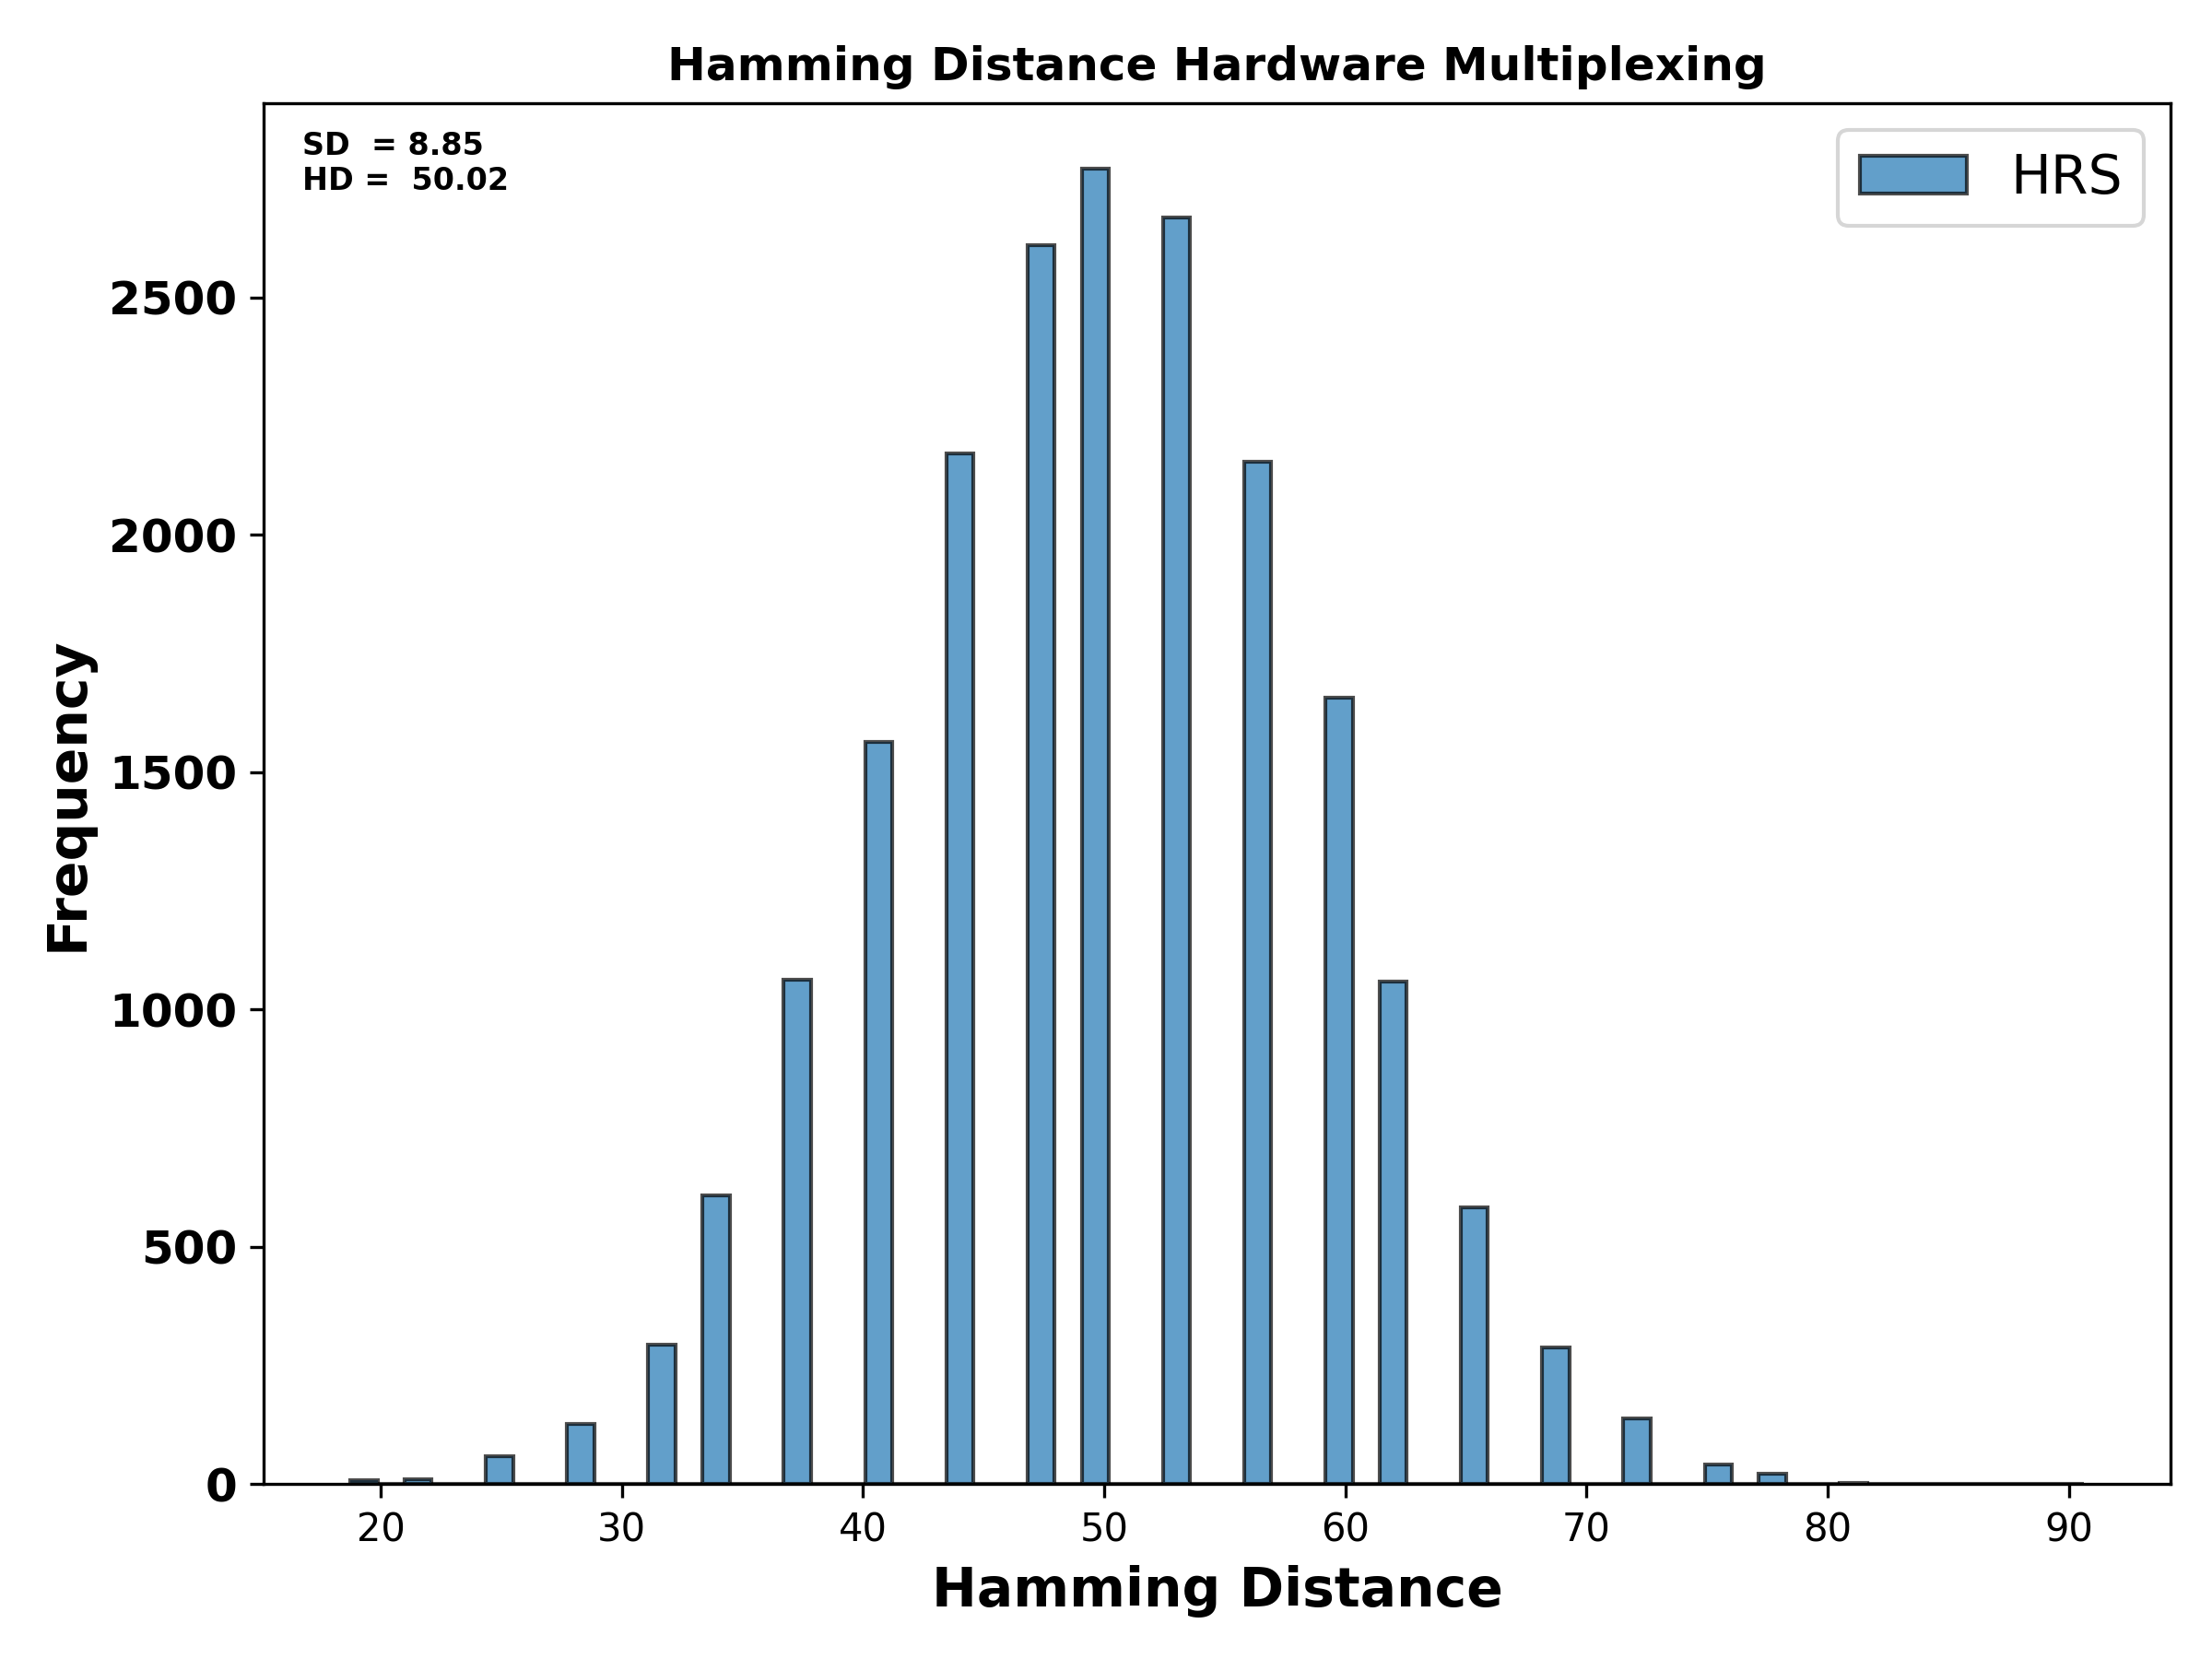 Hamming Distance Hardware Multiplexing
SD = 8.85
HD = 50.02
HRS
Frequency
2500
2000
1500
1000
500
0
20 30 40 50 60 70 80 90
Hamming Distance